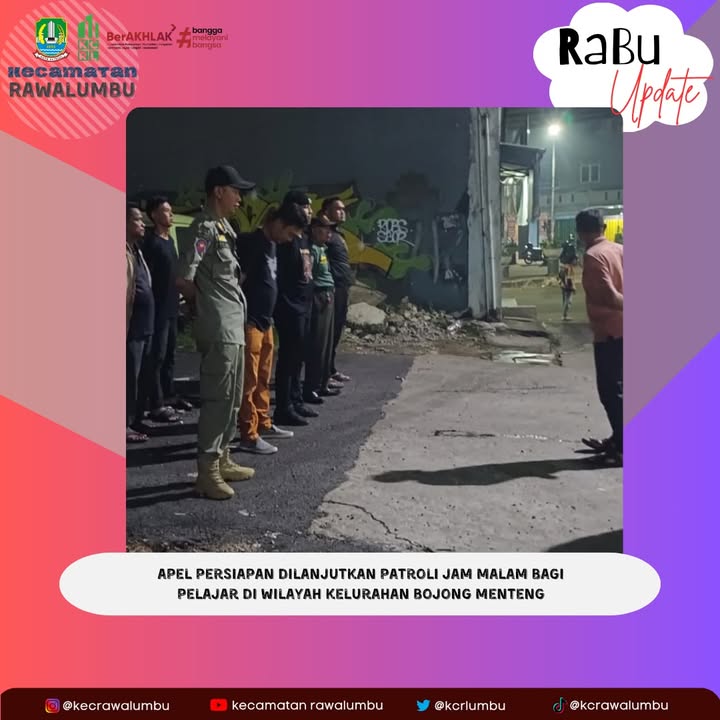 BerAKHLAK
#bangga
melayani
bangsa
Kecamatan
RAWALUMBU
RaBu
Update
APEL PERSIAPAN DILANJUTKAN PATROLI JAM MALAM BAGI
PELAJAR DI WILAYAH KELURAHAN BOJONG MENTENG
@kecrawalumbu
kecamatan rawalumbu
@kcrlumbu
@kcrawalumbu